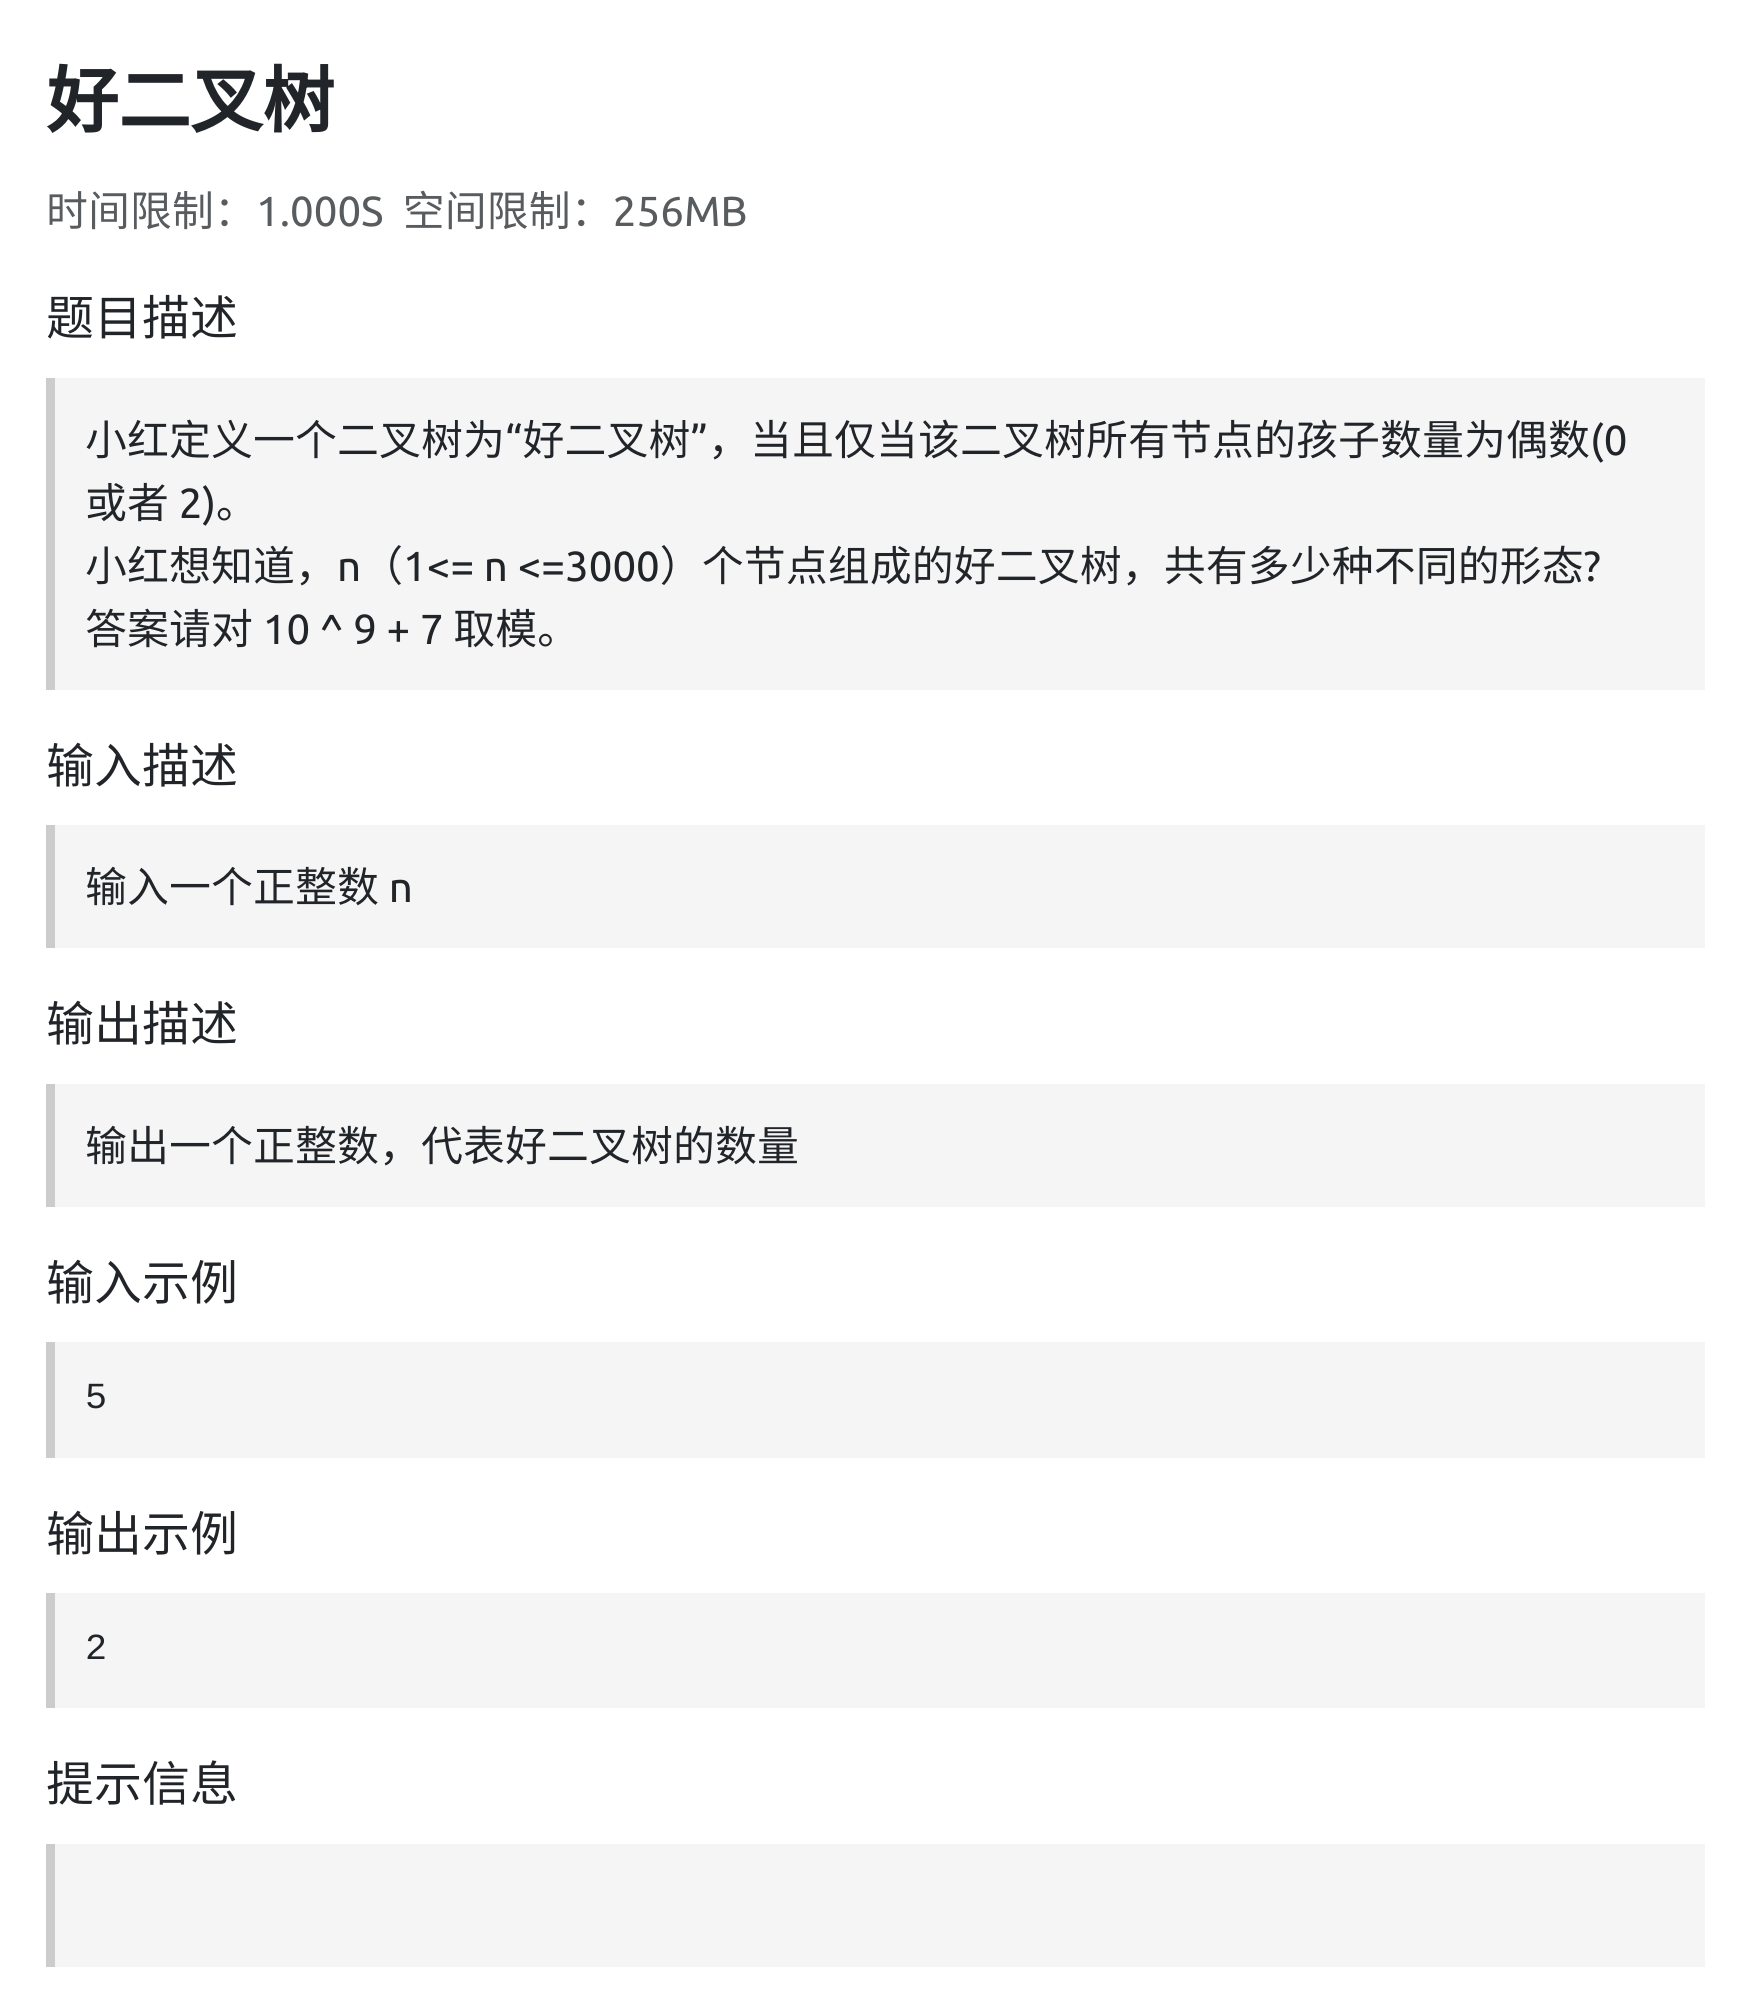 好二叉树
时间限制：1.000S 空间限制：256MB
题目描述
小红定义一个二叉树为“好二叉树”，当且仅当该二叉树所有节点的孩子数量为偶数(0
或者 2)。
小红想知道，n（1<= n <=3000）个节点组成的好二叉树，共有多少种不同的形态?
答案请对 10 ^ 9 + 7 取模。
输入描述
输入一个正整数 n
输出描述
输出一个正整数，代表好二叉树的数量
输入示例
5
输出示例
2
提示信息